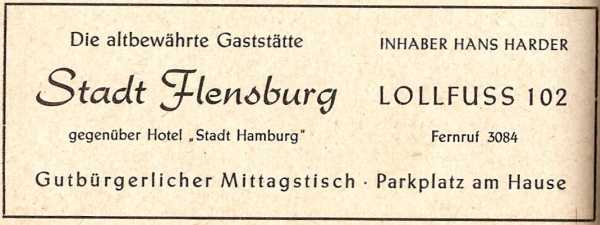 Die altbewährte Gaststätte
Stadt Flensburg
gegenüber Hotel „Stadt Hamburg"
INHABER HANS HARDER
LOLLFUSS 102
Fernruf 3084
Gutbürgerlicher Mittagstisch · Parkplatz am Hause